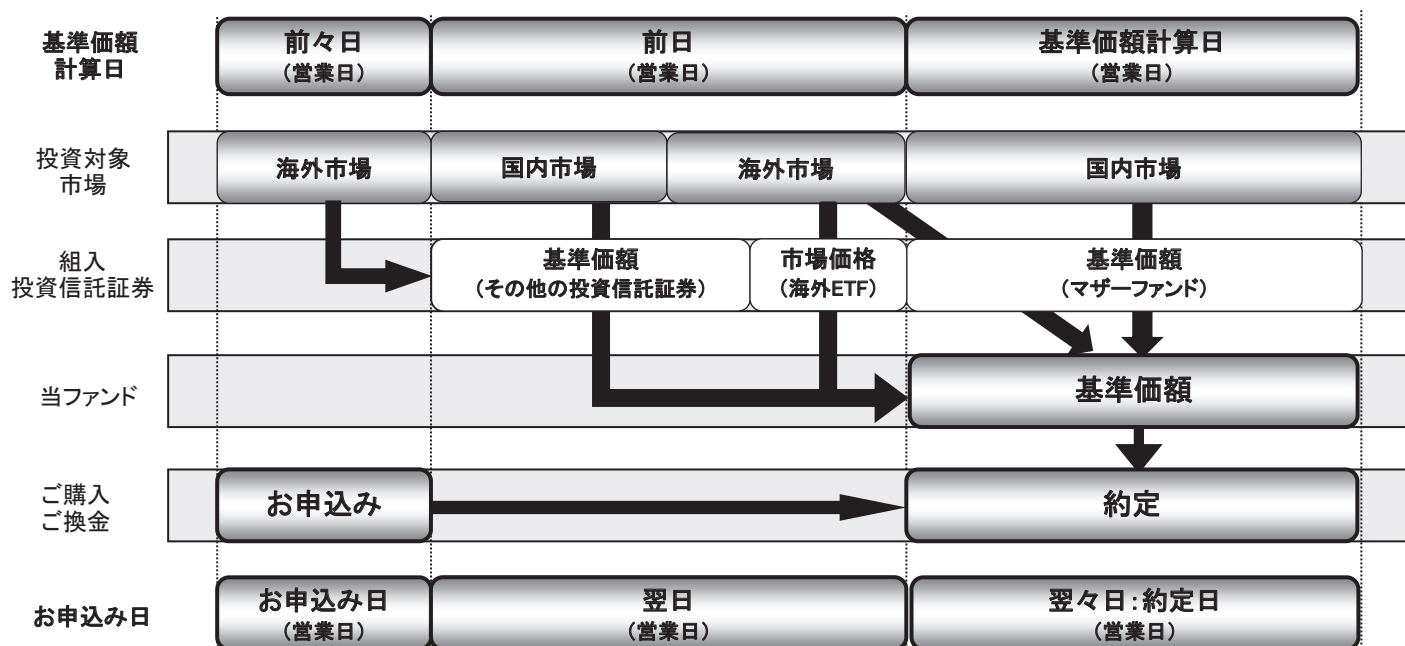 基準価額
計算日
前々日
(営業日)
前日
(営業日)
基準価額計算日
(営業日)
投資対象
市場
海外市場
国内市場
海外市場
国内市場
組入
投資信託証券
基準価額
(その他の投資信託証券)
市場価格
(海外ETF)
基準価額
(マザーファンド)
当ファンド
基準価額
ご購入
ご換金
お申込み
約定
お申込み日
お申込み日
(営業日)
翌日
(営業日)
翌々日:約定日
(営業日)